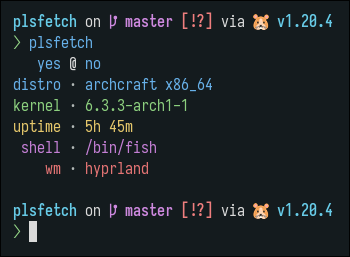 plsfetch on  master [!?] via 🐹 v1.20.4
❯ plsfetch
yes @ no
distro · archcraft x86_64
kernel · 6.3.3-arch1-1
uptime · 5h 45m
shell · /bin/fish
wm · hyprland
plsfetch on  master [!?] via 🐹 v1.20.4
❯